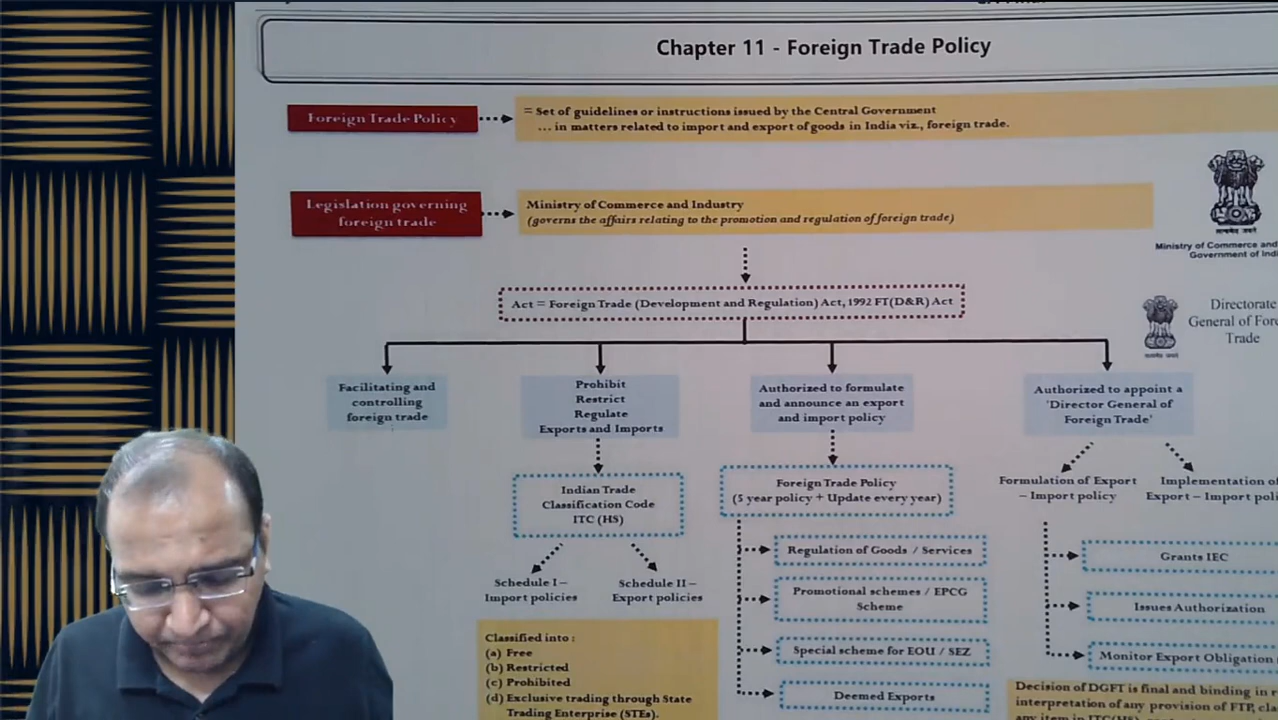 Chapter 11 - Foreign Trade Policy
Foreign Trade Policy
= Set of guidelines or instructions issued by the Central Government
... in matters related to import and export of goods in India viz., foreign trade.
Legislation governing
foreign trade
Ministry of Commerce and Industry
(governs the affairs relating to the promotion and regulation of foreign trade)
सत्यमेव जयते
Ministry of Commerce and
Government of Indi
Act = Foreign Trade (Development and Regulation) Act, 1992 FT(D&R) Act
Directorate
General of Fore
Trade
Facilitating and
controlling
foreign trade
Prohibit
Restrict
Regulate
Exports and Imports
Authorized to formulate
and announce an export
and import policy
Authorized to appoint a
'Director General of
Foreign Trade'
Indian Trade
Classification Code
ITC (HS)
Foreign Trade Policy
(5 year policy + Update every year)
Formulation of Export
– Import policy
Implementation of
Export – Import poli
Schedule I –
Import policies
Schedule II –
Export policies
Regulation of Goods / Services
Promotional schemes / EPCG
Scheme
Special scheme for EOU / SEZ
Deemed Exports
Grants IEC
Issues Authorization
Monitor Export Obligation
Classified into :
(a) Free
(b) Restricted
(c) Prohibited
(d) Exclusive trading through State
Trading Enterprise (STEs).
Decision of DGFT is final and binding in r
interpretation of any provision of FTP, cla
any item in ITC(HS),